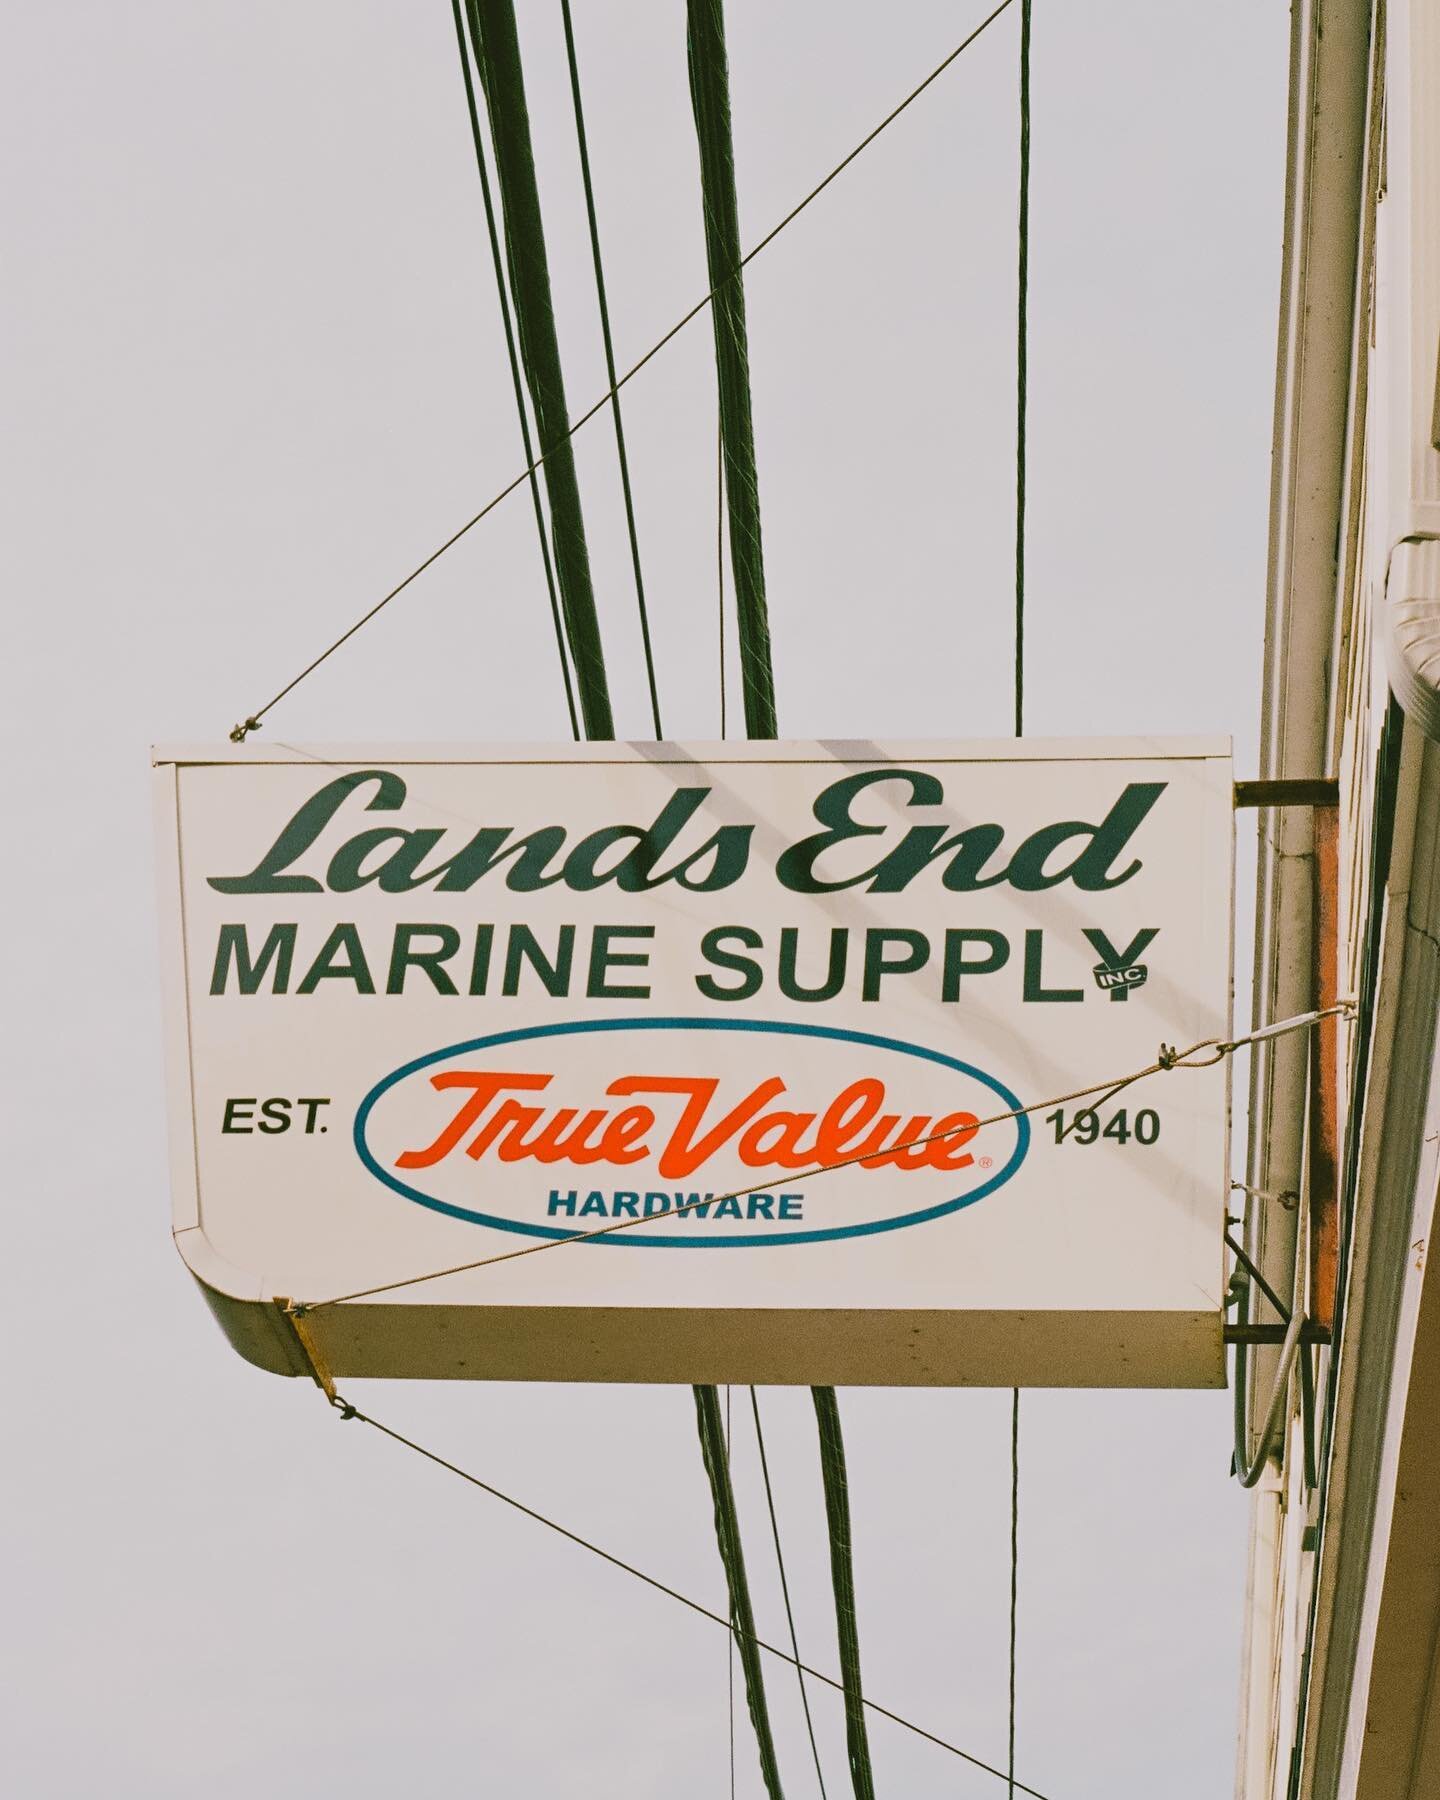 Lands End
MARINE SUPPLY INC
EST. True Value® 1940
HARDWARE